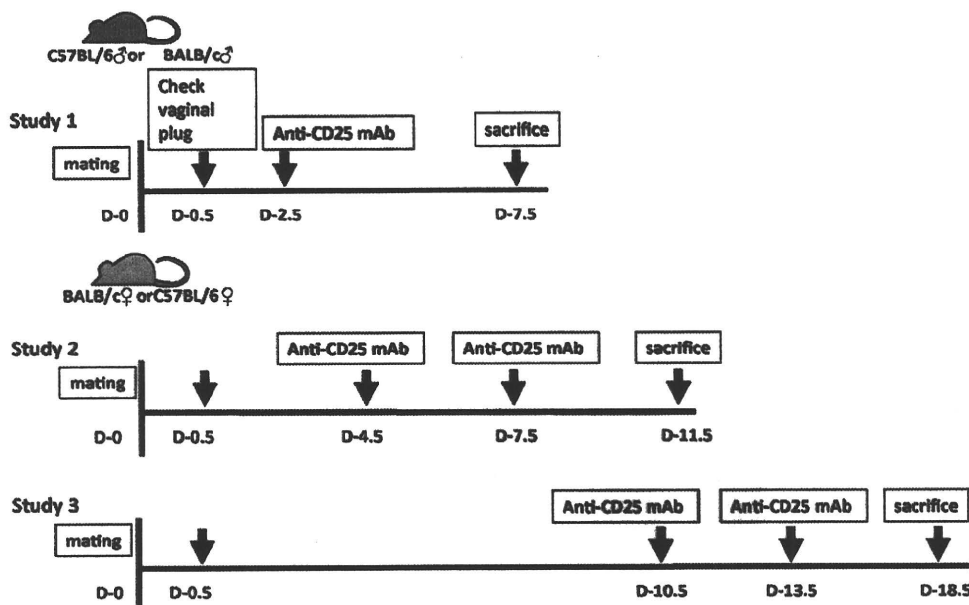 C57BL/6♂or BALB/c♂
Study 1
Check
vaginal
plug
Anti-CD25 mAb
sacrifice
mating
D-0 D-0.5 D-2.5 D-7.5
BALB/c♀ orC57BL/6♀
Study 2
Anti-CD25 mAb Anti-CD25 mAb sacrifice
mating
D-0 D-0.5 D-4.5 D-7.5 D-11.5
Study 3
Anti-CD25 mAb Anti-CD25 mAb sacrifice
mating
D-0 D-0.5 D-10.5 D-13.5 D-18.5